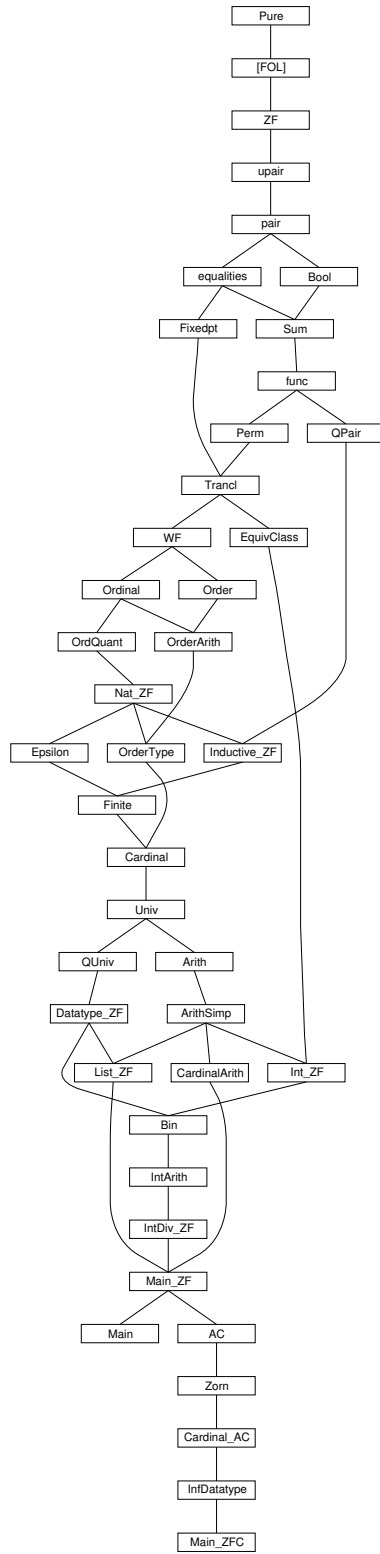 Pure
[FOL]
ZF
upair
pair
equalities Bool
Fixedpt Sum
func
Perm QPair
Trancl
WF EquivClass
Ordinal Order
OrdQuant OrderArith
Nat_ZF
Epsilon OrderType Inductive_ZF
Finite
Cardinal
Univ
QUniv Arith
Datatype_ZF ArithSimp
List_ZF CardinalArith Int_ZF
Bin
IntArith
IntDiv_ZF
Main_ZF
Main AC
Zorn
Cardinal_AC
InfDatatype
Main_ZFC